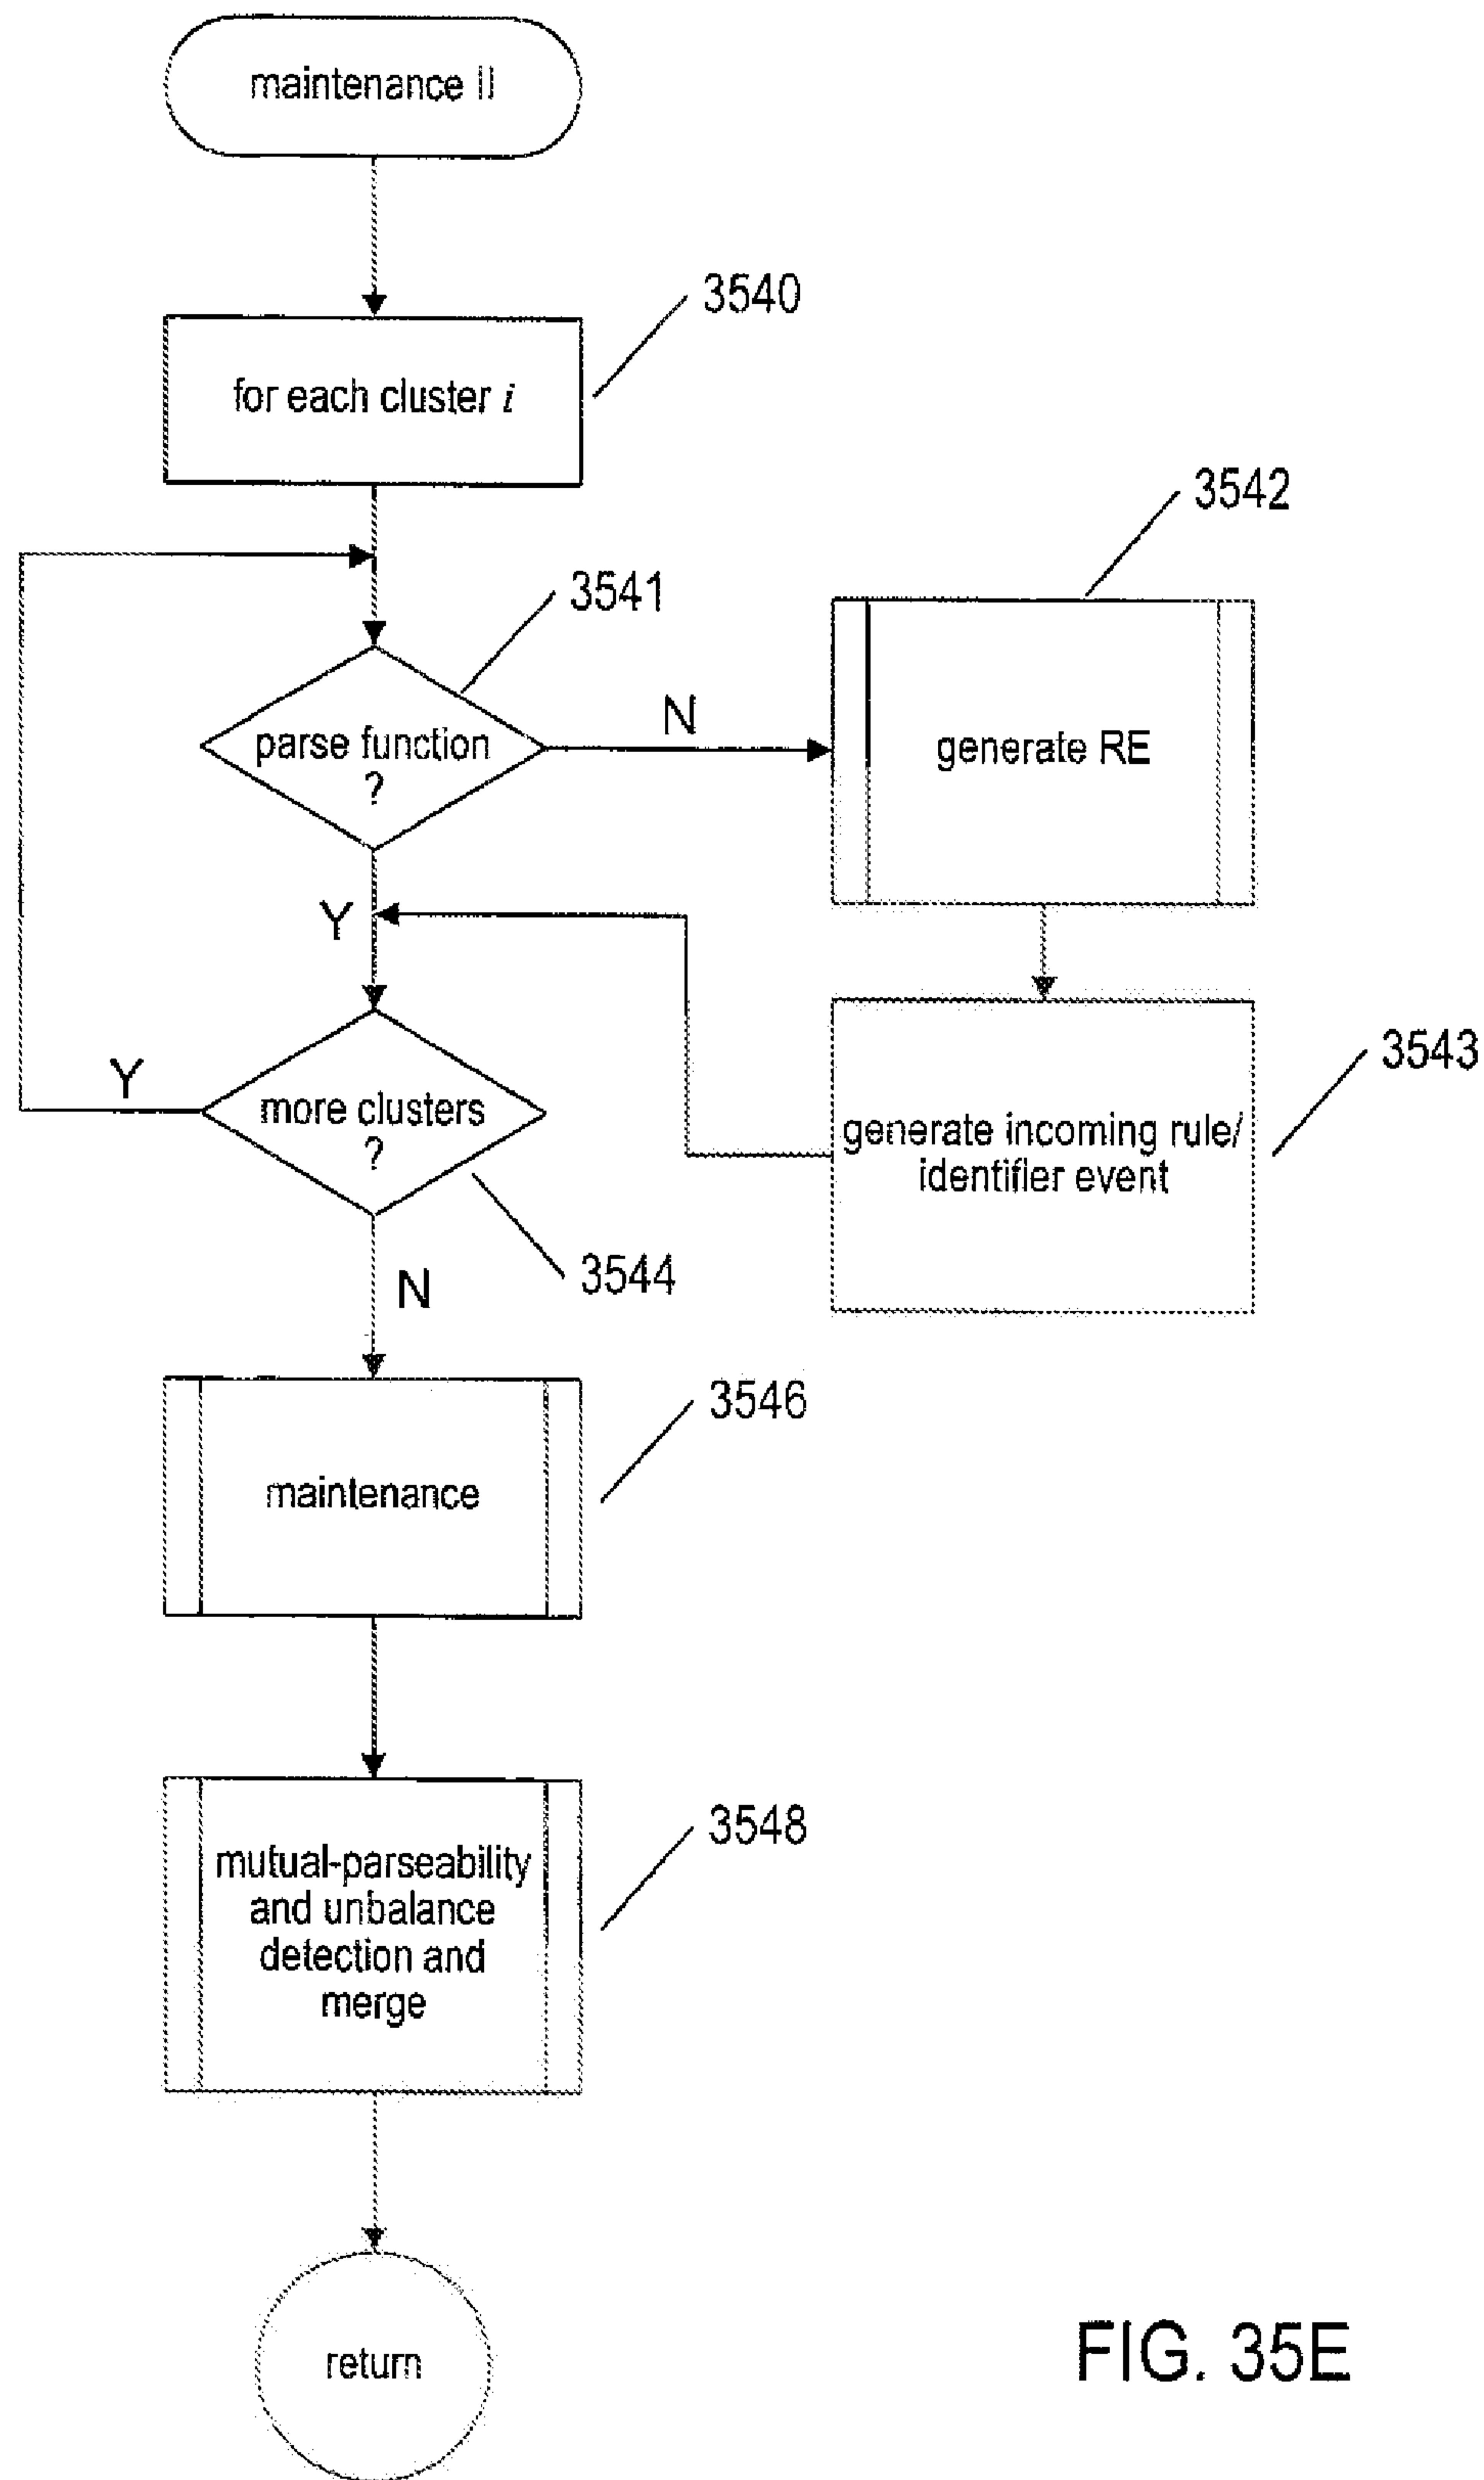 maintenance II
3540
for each cluster i
3542
3541
N
parse function
?
generate RE
Y
3543
Y
more clusters
?
generate incoming rule/
identifier event
3544
N
3546
maintenance
3548
mutual-parseability
and unbalance
detection and
merge
return
FIG. 35E